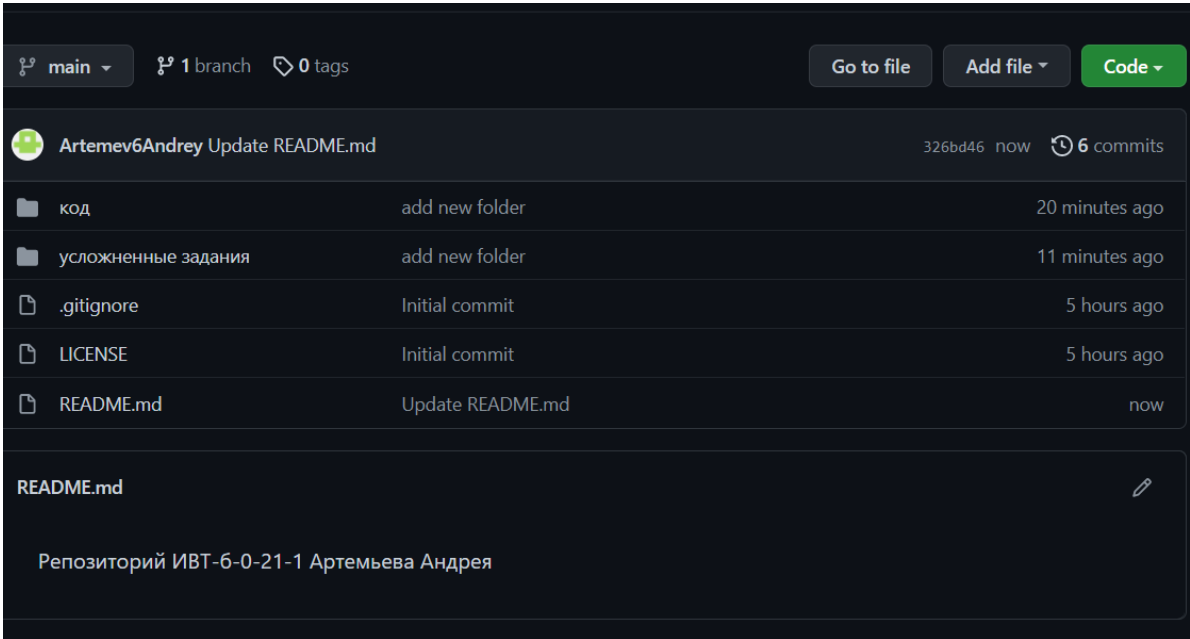 main 1 branch 0 tags Go to file Add file Code
Artemev6Andrey Update README.md 326bd46 now 6 commits
код add new folder 20 minutes ago
усложненные задания add new folder 11 minutes ago
.gitignore Initial commit 5 hours ago
LICENSE Initial commit 5 hours ago
README.md Update README.md now
README.md
Репозиторий ИВТ-б-0-21-1 Артемьева Андрея